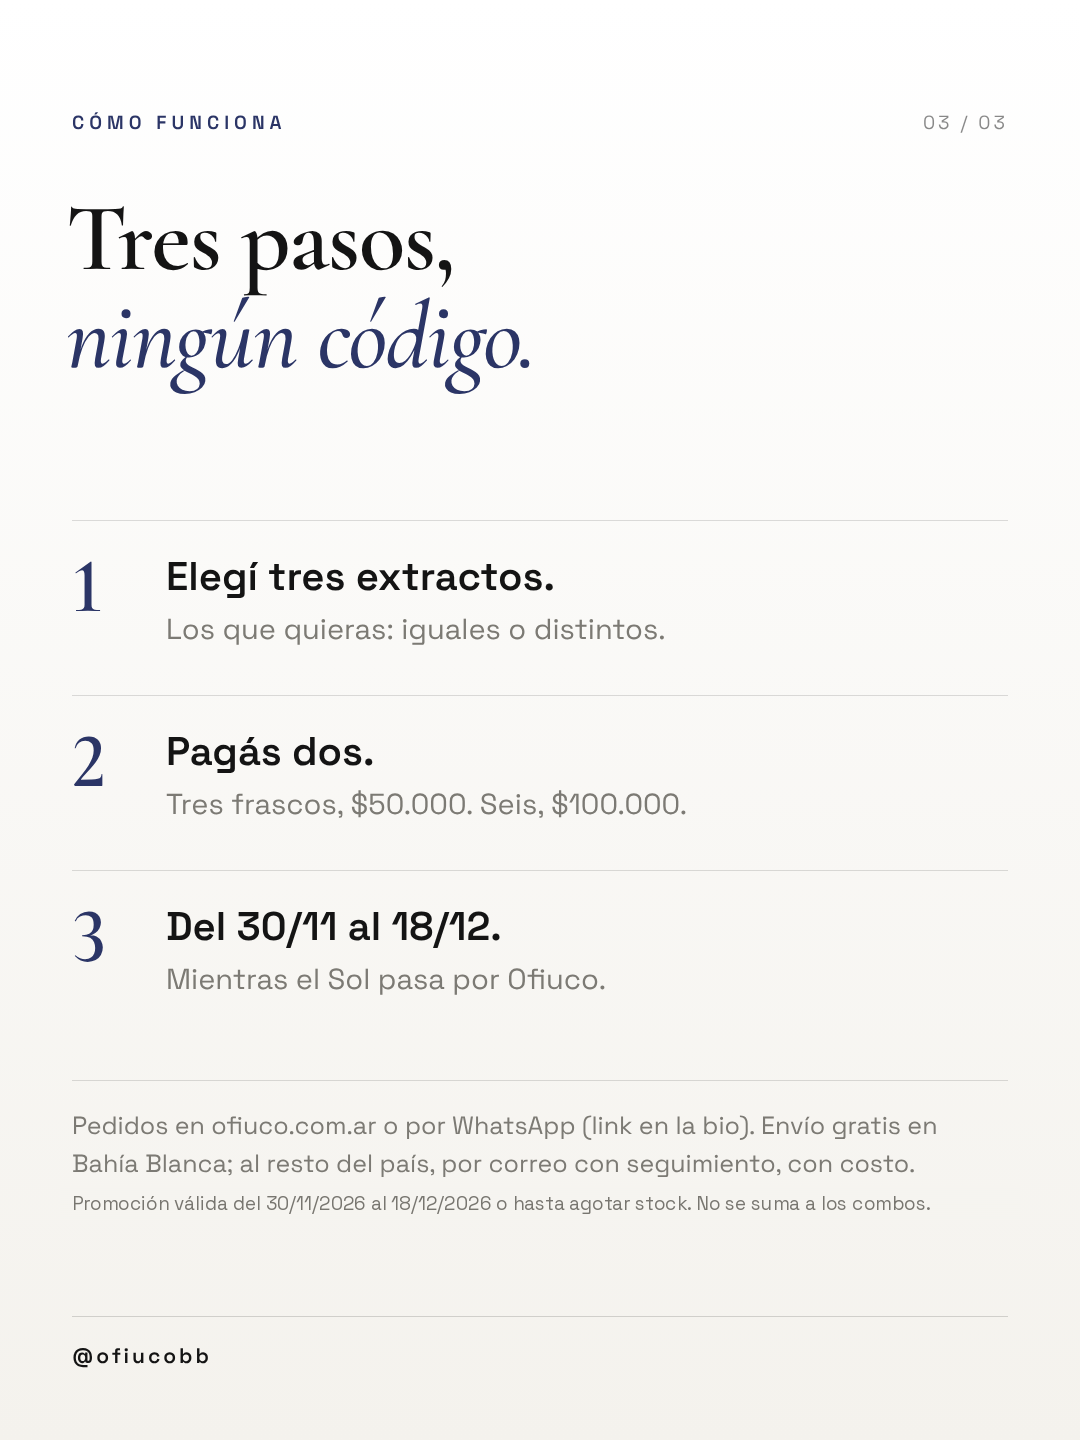 CÓMO FUNCIONA
03 / 03
Tres pasos,
ningún código.
1
Elegí tres extractos.
Los que quieras: iguales o distintos.
2
Pagás dos.
Tres frascos, $50.000. Seis, $100.000.
3
Del 30/11 al 18/12.
Mientras el Sol pasa por Ofiuco.
Pedidos en ofiuco.com.ar o por WhatsApp (link en la bio). Envío gratis en
Bahía Blanca; al resto del país, por correo con seguimiento, con costo.
Promoción válida del 30/11/2026 al 18/12/2026 o hasta agotar stock. No se suma a los combos.
@ofiucobb